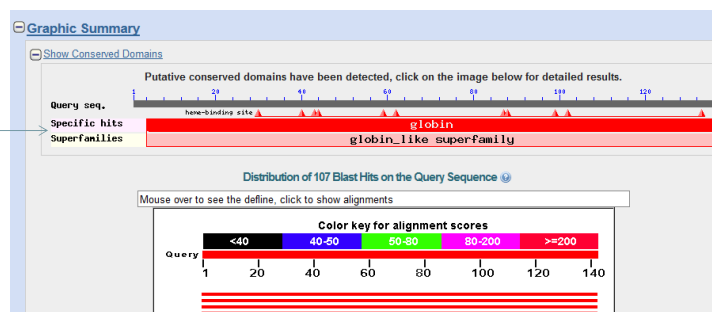 Graphic Summary
Show Conserved Domains
Putative conserved domains have been detected, click on the image below for detailed results.
1 20 40 60 80 100 120
Query seq.
heme-binding site
Specific hits globin
Superfamilies globin_like superfamily
Distribution of 107 Blast Hits on the Query Sequence
Mouse over to see the defline, click to show alignments
Color key for alignment scores
<40 40-50 50-80 80-200 >=200
Query
1 20 40 60 80 100 120 140